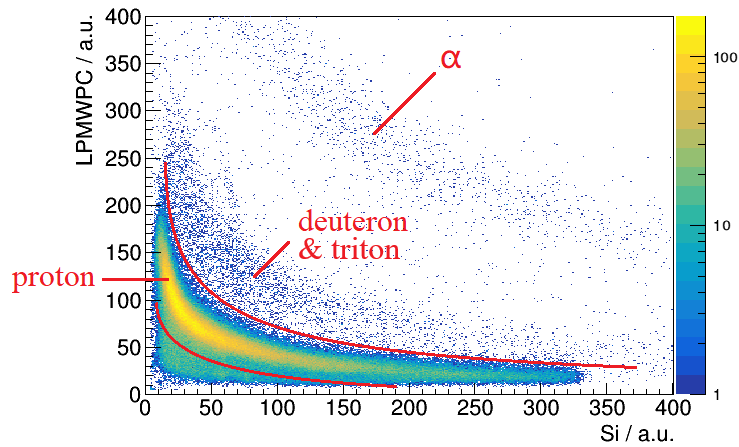 400
350
300
250
200
150
100
50
0
LPMWPC / a.u.
α
deuteron
& triton
proton
0 50 100 150 200 250 300 350 400
Si / a.u.
100
10
1